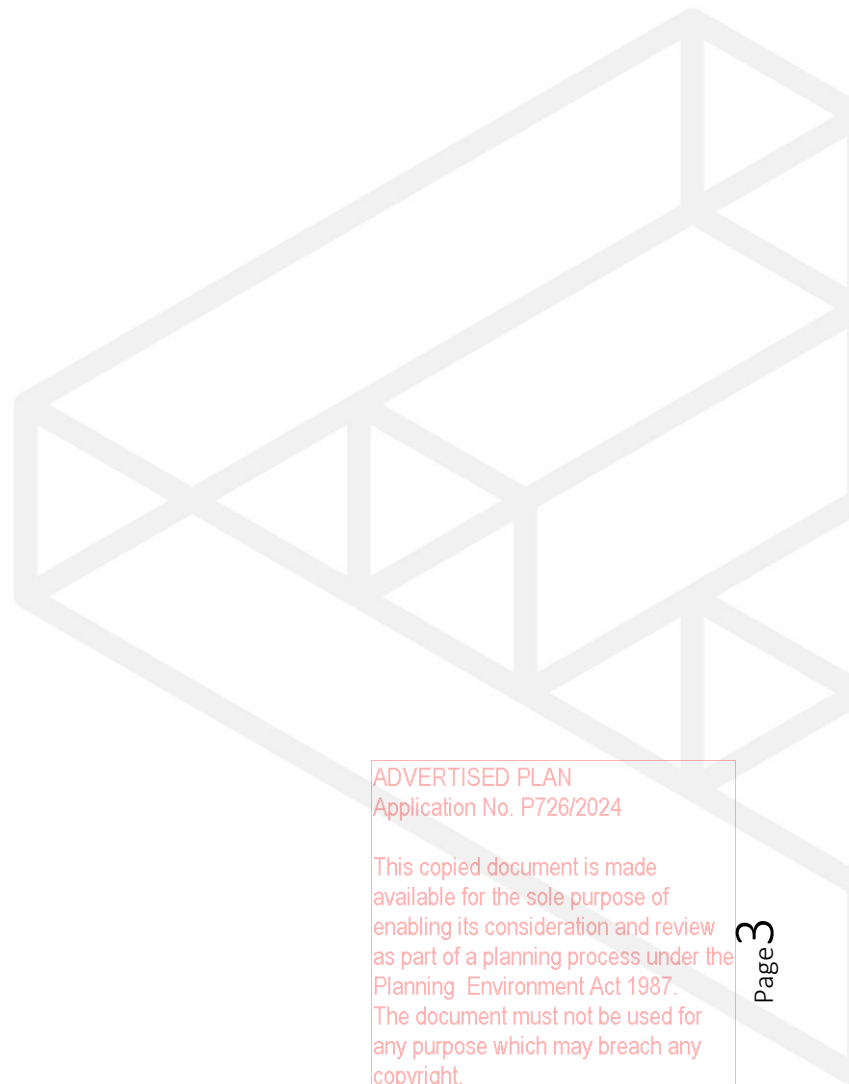 ADVERTISED PLAN
Application No. P726/2024
This copied document is made
available for the sole purpose of
enabling its consideration and review
as part of a planning process under the
Planning Environment Act 1987.
The document must not be used for
any purpose which may breach any
copyright.
Page 3